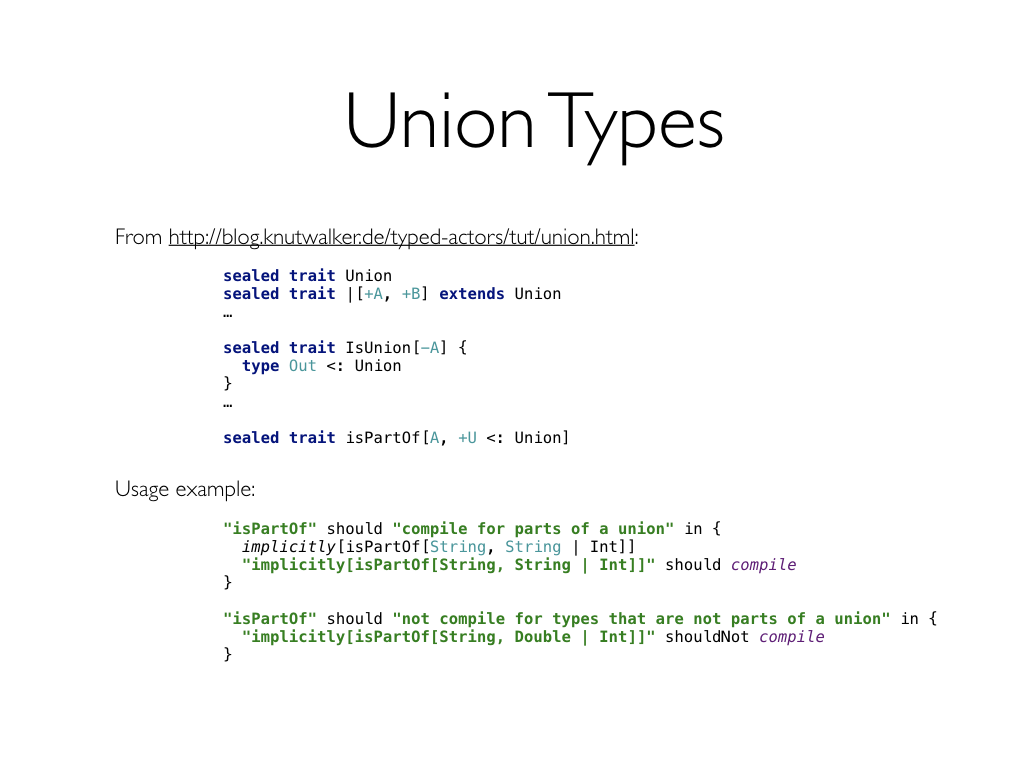 Union Types
From http://blog.knutwalker.de/typed-actors/tut/union.html:
sealed trait Union
sealed trait |[+A, +B] extends Union
…
sealed trait IsUnion[-A] {
  type Out <: Union
}
…
sealed trait isPartOf[A, +U <: Union]
Usage example:
"isPartOf" should "compile for parts of a union" in {
  implicitly[isPartOf[String, String | Int]]
  "implicitly[isPartOf[String, String | Int]]" should compile
}
"isPartOf" should "not compile for types that are not parts of a union" in {
  "implicitly[isPartOf[String, Double | Int]]" shouldNot compile
}